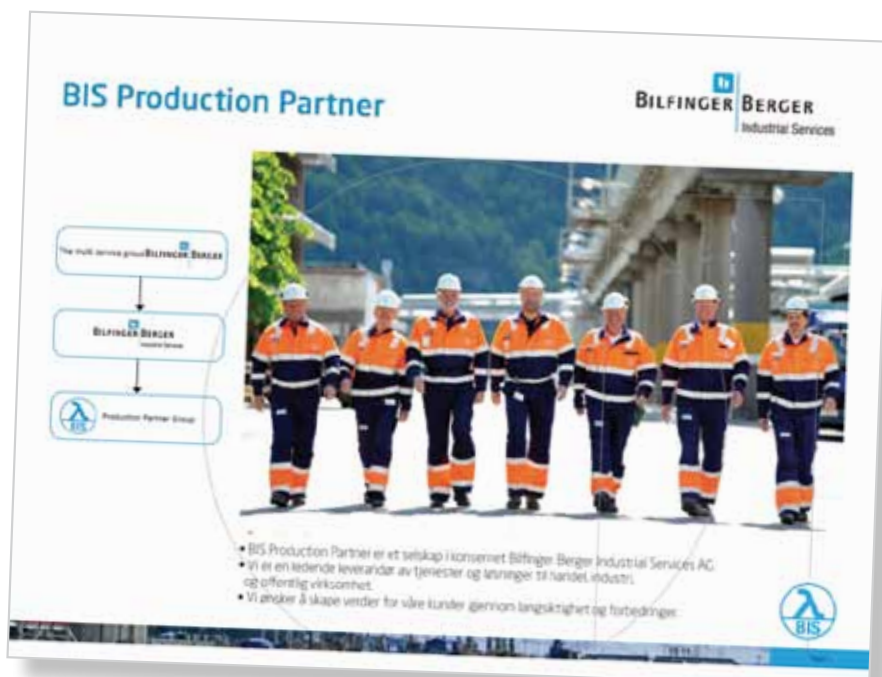 BIS Production Partner
BILFINGER BERGER
Industrial Services
The multi service group BILFINGER BERGER
BILFINGER BERGER
Industrial Services
BIS
Production Partner Group
• BIS Production Partner er et selskap i konsernet Bilfinger Berger Industrial Services AG.
• Vi er en ledende leverandør av tjenester og løsninger til handel, industri,
og offentlig virksomhet.
• Vi ønsker å skape verdier for våre kunder gjennom langsiktighet og forbedringer.
BIS